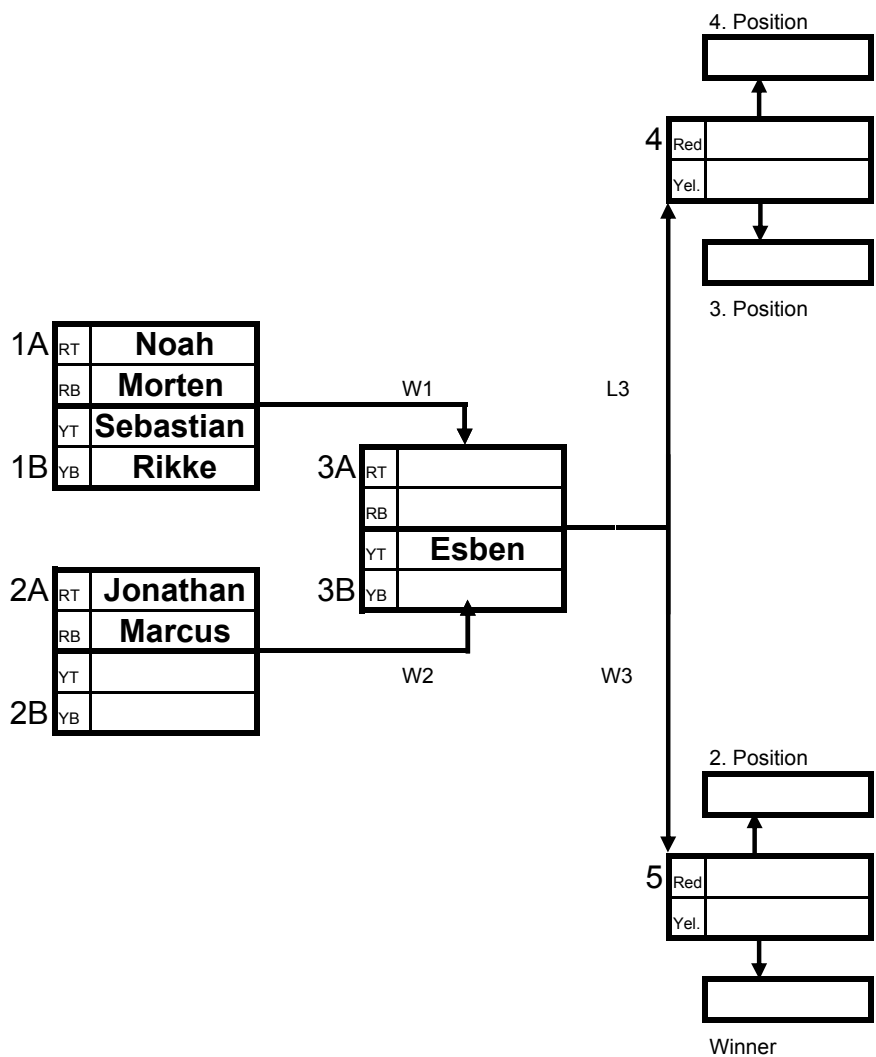 4. Position
4 Red
Yel.
3. Position
1A RT Noah
RB Morten
YT Sebastian
1B YB Rikke
W1
L3
3A RT
RB
YT Esben
3B YB
2A RT Jonathan
RB Marcus
YT
2B YB
W2
W3
2. Position
5 Red
Yel.
Winner